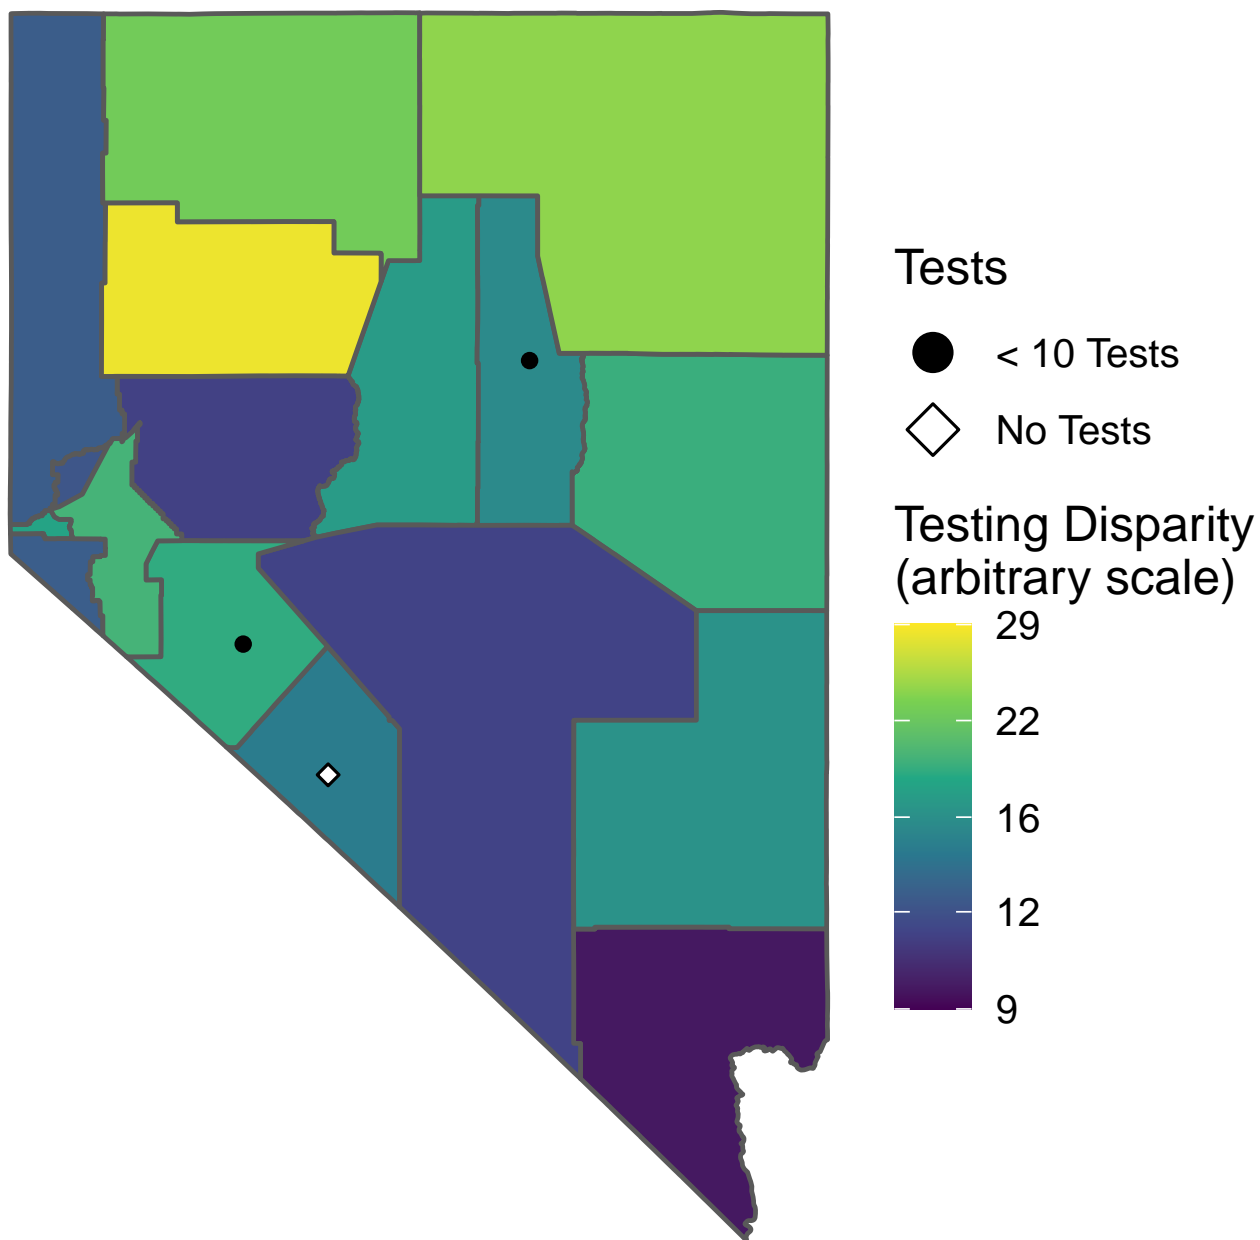 Tests
< 10 Tests
No Tests
Testing Disparity
(arbitrary scale)
29
22
16
12
9